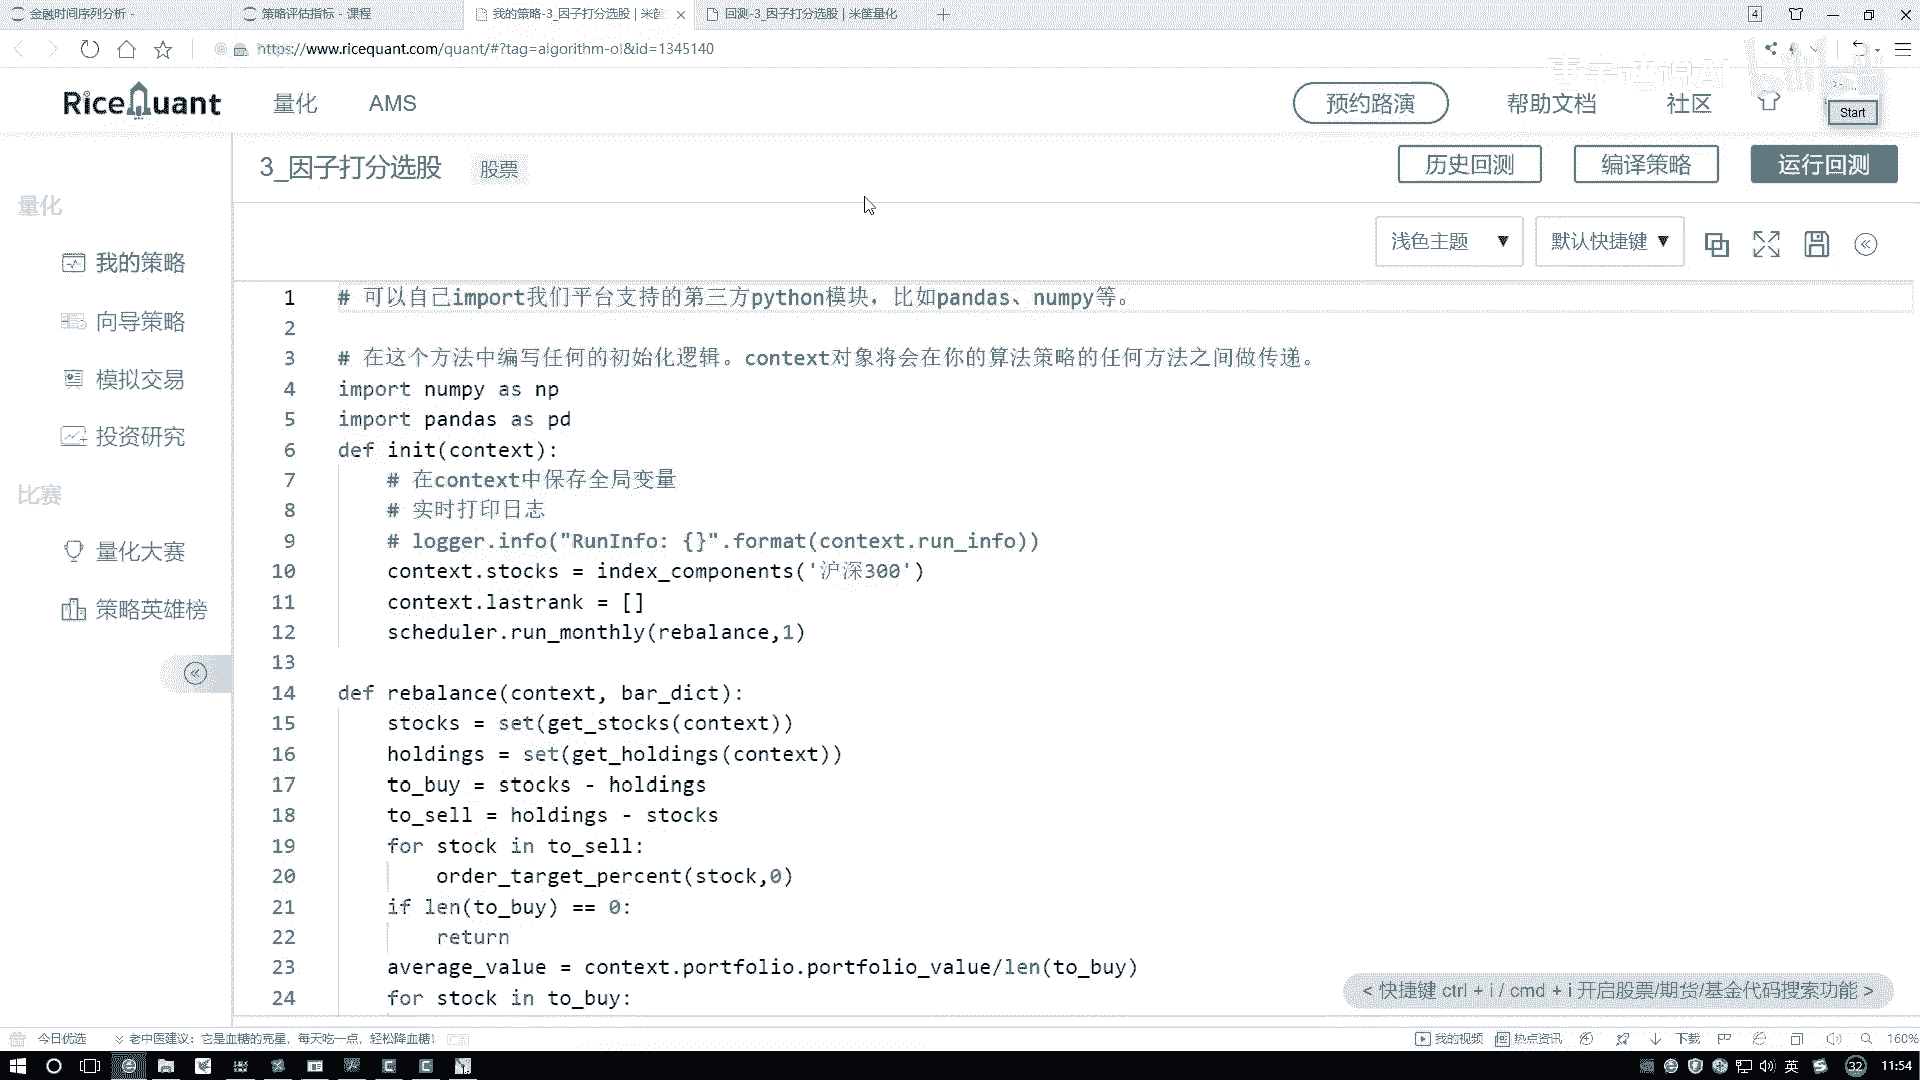 金融时间序列分析 -
策略评估指标 - 课程
我的策略-3_因子打分选股 | 米筐
回测-3_因子打分选股 | 米筐量化
4
https://www.ricequant.com/quant/#?tag=algorithm-ol&id=1345140
RiceQuant
量化
AMS
预约路演
帮助文档
社区
Start
3_因子打分选股
股票
历史回测
编译策略
运行回测
浅色主题
默认快捷键
量化
我的策略
向导策略
模拟交易
投资研究
比赛
量化大赛
策略英雄榜
1 # 可以自己import我们平台支持的第三方python模块，比如pandas、numpy等。
2
3 # 在这个方法中编写任何的初始化逻辑。context对象将会在你的算法策略的任何方法之间做传递。
4 import numpy as np
5 import pandas as pd
6 def init(context):
7 # 在context中保存全局变量
8 # 实时打印日志
9 # logger.info("RunInfo: {}".format(context.run_info))
10 context.stocks = index_components('沪深300')
11 context.lastrank = []
12 scheduler.run_monthly(rebalance,1)
13
14 def rebalance(context, bar_dict):
15 stocks = set(get_stocks(context))
16 holdings = set(get_holdings(context))
17 to_buy = stocks - holdings
18 to_sell = holdings - stocks
19 for stock in to_sell:
20 order_target_percent(stock,0)
21 if len(to_buy) == 0:
22 return
23 average_value = context.portfolio.portfolio_value/len(to_buy)
24 for stock in to_buy:
< 快捷键 ctrl + i / cmd + i 开启股票/期货/基金代码搜索功能 >
今日优选
老中医建议：它是血糖的克星，每天吃一点，轻松降血糖！
我的视频
热点资讯
下载
160%
英
32
11:54